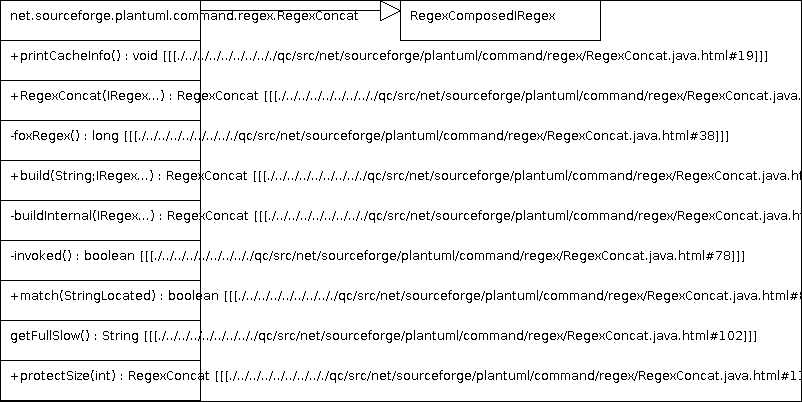 net.sourceforge.plantuml.command.regex.RegexConcat
RegexComposedIRegex
+printCacheInfo() : void [[[./../../../../../../../qc/src/net/sourceforge/plantuml/command/regex/RegexConcat.java.html#19]]]
+RegexConcat(IRegex...) : RegexConcat [[[./../../../../../../../qc/src/net/sourceforge/plantuml/command/regex/RegexConcat.java.
-foxRegex() : long [[[./../../../../../../../qc/src/net/sourceforge/plantuml/command/regex/RegexConcat.java.html#38]]]
+build(String;IRegex...) : RegexConcat [[[./../../../../../../../qc/src/net/sourceforge/plantuml/command/regex/RegexConcat.java.ht
-buildInternal(IRegex...) : RegexConcat [[[./../../../../../../../qc/src/net/sourceforge/plantuml/command/regex/RegexConcat.java.h
-invoked() : boolean [[[./../../../../../../../qc/src/net/sourceforge/plantuml/command/regex/RegexConcat.java.html#78]]]
+match(StringLocated) : boolean [[[./../../../../../../../qc/src/net/sourceforge/plantuml/command/regex/RegexConcat.java.html#8
getFullSlow() : String [[[./../../../../../../../qc/src/net/sourceforge/plantuml/command/regex/RegexConcat.java.html#102]]]
+protectSize(int) : RegexConcat [[[./../../../../../../../qc/src/net/sourceforge/plantuml/command/regex/RegexConcat.java.html#11